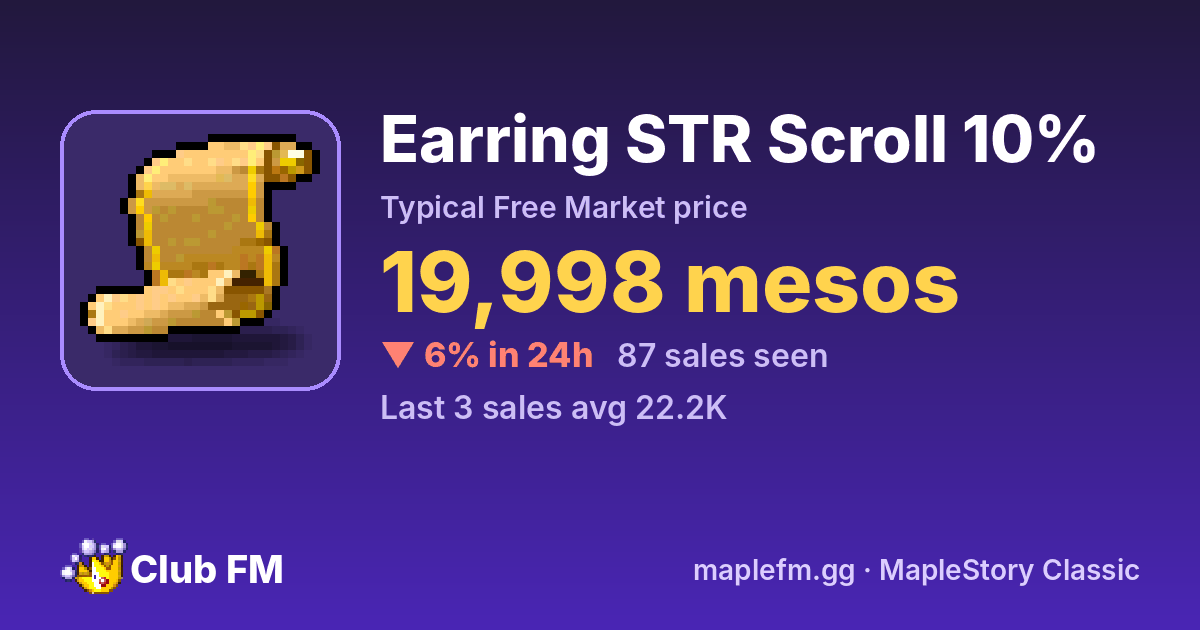 Earring STR Scroll 10%
Typical Free Market price
19,998 mesos
▼ 6% in 24h 87 sales seen
Last 3 sales avg 22.2K
Club FM
maplefm.gg · MapleStory Classic